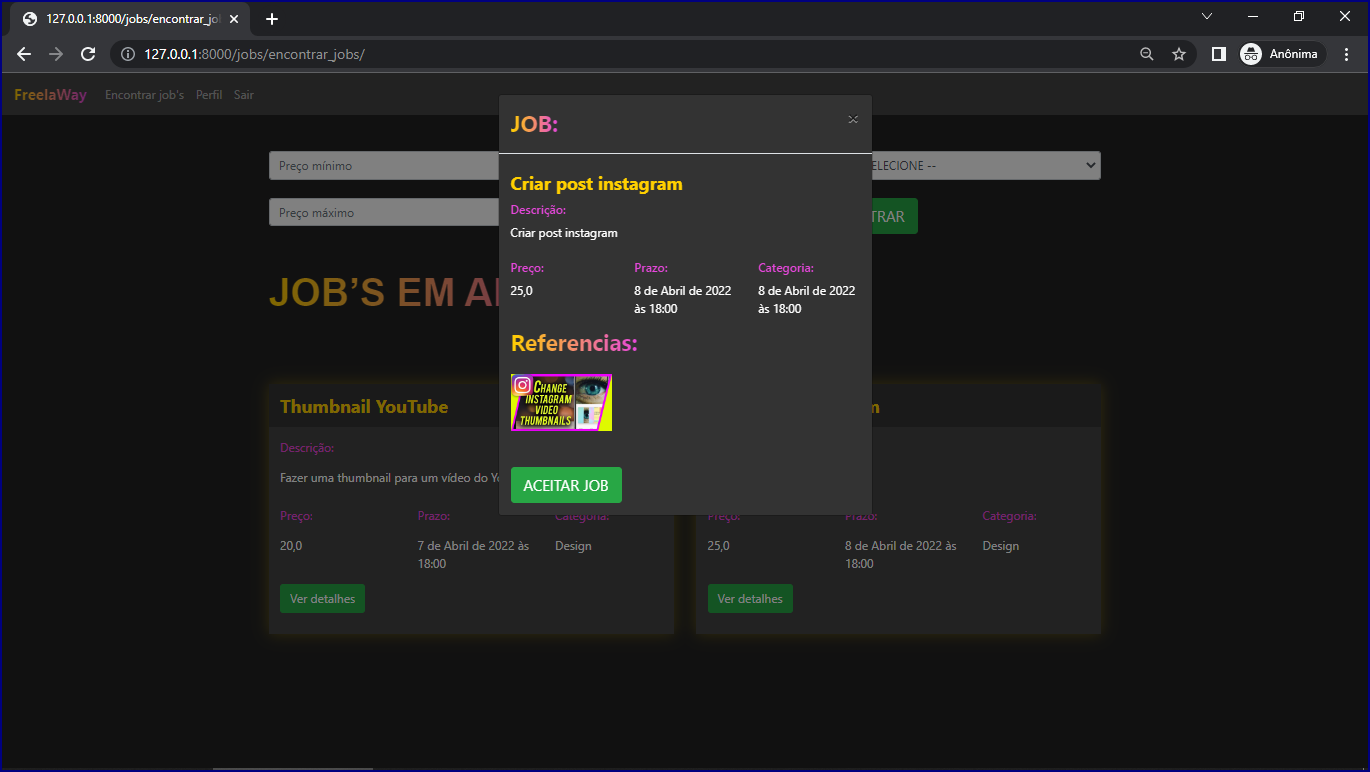 127.0.0.1:8000/jobs/encontrar_jo
127.0.0.1:8000/jobs/encontrar_jobs/
Anônima
FreelaWay Encontrar job's Perfil Sair
JOB:
×
Preço mínimo
ELECIONE --
Preço máximo
TRAR
Criar post instagram
Descrição:
Criar post instagram
Preço: Prazo: Categoria:
25,0 8 de Abril de 2022 8 de Abril de 2022
às 18:00 às 18:00
JOB’S EM A
Referencias:
CHANGE
INSTAGRAM
VIDEO
THUMBNAILS
ACEITAR JOB
Thumbnail YouTube
Descrição:
Fazer uma thumbnail para um vídeo do Yo
Preço: Prazo: Categoria:
20,0 7 de Abril de 2022 às Design
18:00
Ver detalhes
m
Preço: Prazo: Categoria:
25,0 8 de Abril de 2022 às Design
18:00
Ver detalhes